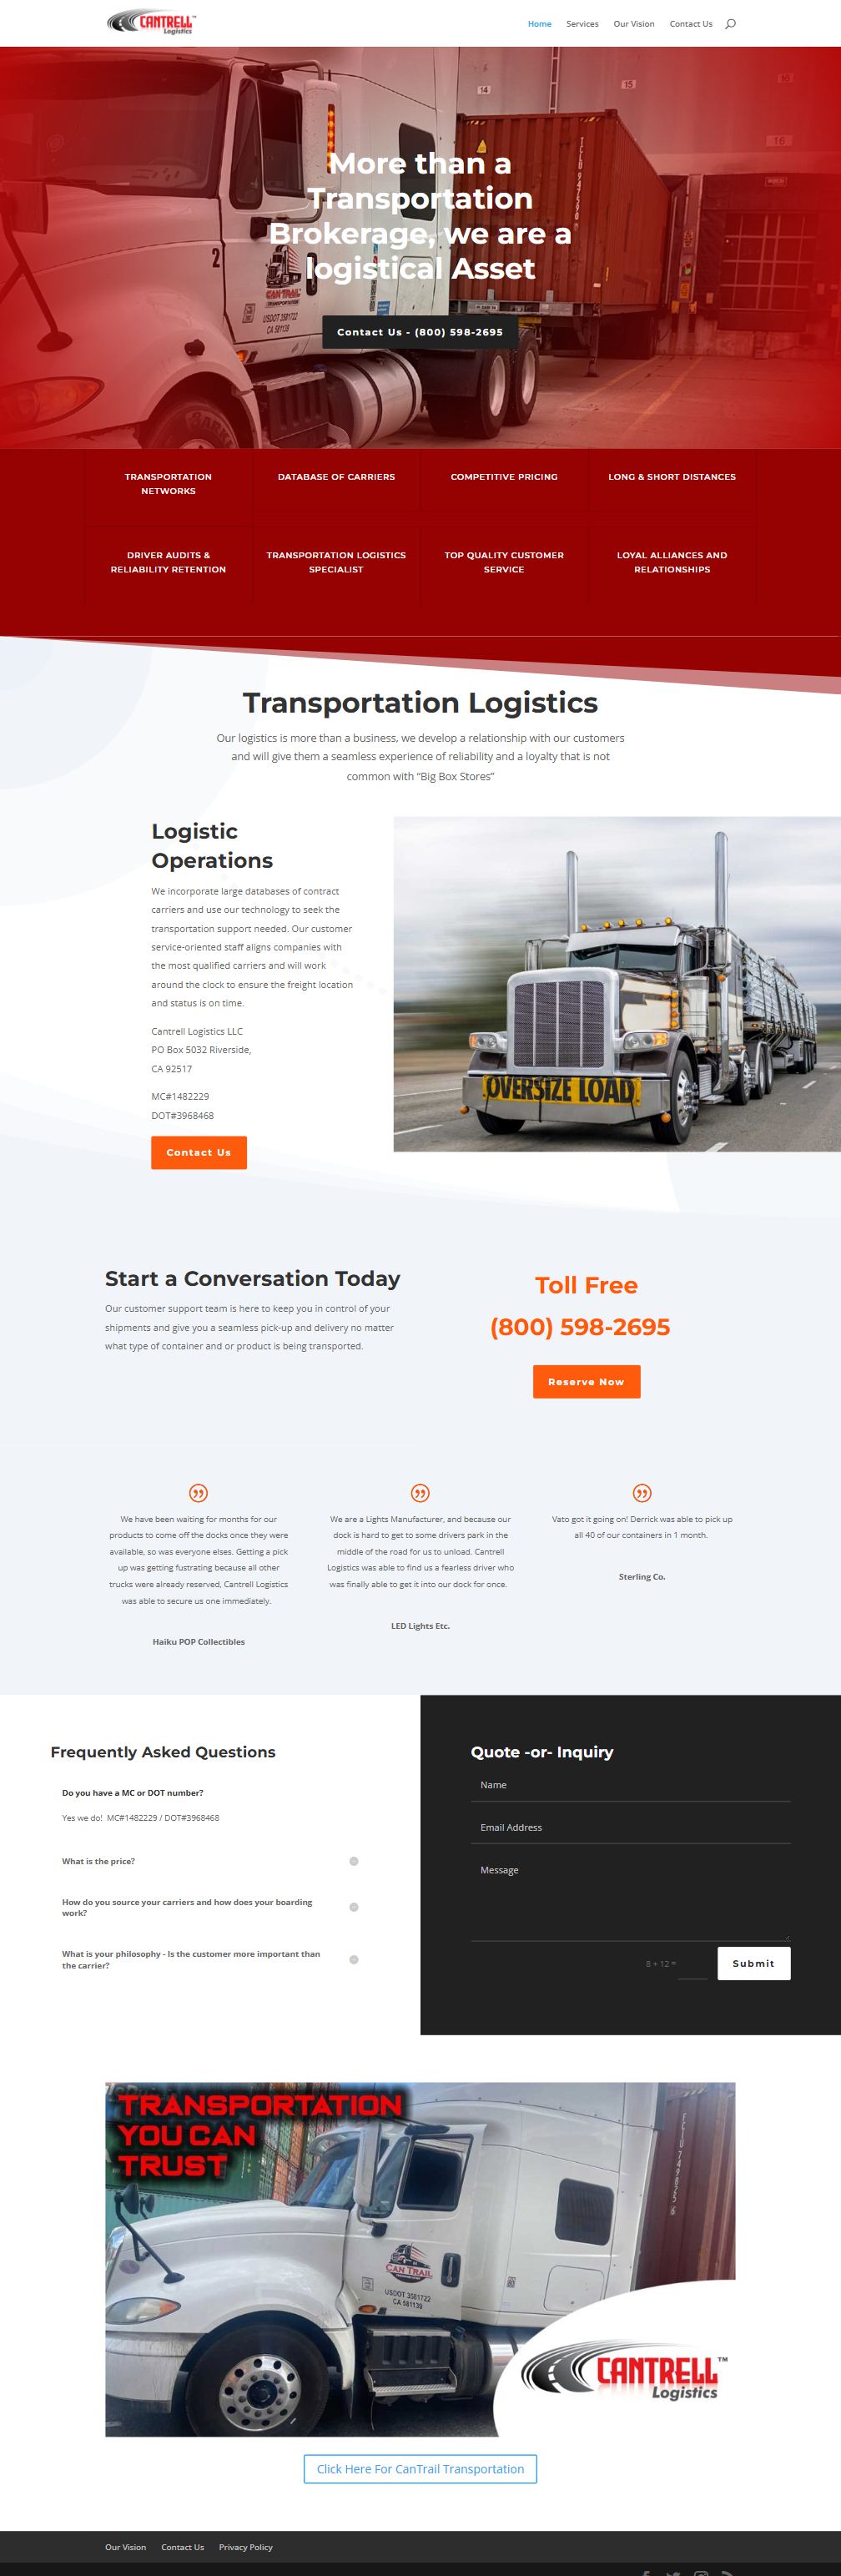 CANTRELL™
Logistics
Home Services Our Vision Contact Us
14
15
16
More than a
Transportation
Brokerage, we are a
logistical Asset
2
CAN TRAIL
USDOT 3581722
CA 581139
Contact Us - (800) 598-2695
TRANSPORTATION
NETWORKS
DATABASE OF CARRIERS
COMPETITIVE PRICING
LONG & SHORT DISTANCES
DRIVER AUDITS &
RELIABILITY RETENTION
TRANSPORTATION LOGISTICS
SPECIALIST
TOP QUALITY CUSTOMER
SERVICE
LOYAL ALLIANCES AND
RELATIONSHIPS
Transportation Logistics
Our logistics is more than a business, we develop a relationship with our customers
and will give them a seamless experience of reliability and loyalty that is not
common with “Big Box Stores”
Logistic
Operations
We incorporate large databases of contract
carriers and use our technology to seek the
transportation support needed. Our customer
service-oriented staff aligns companies with
the most qualified carriers and will work
around the clock to ensure the freight location
and status is on time.
Cantrell Logistics LLC
PO Box 5032 Riverside,
CA 92517
MC#1482229
DOT#3968468
Contact Us
OVERSIZE LOAD
Start a Conversation Today
Our customer support team is here to keep you in control of your
shipments and give you a seamless pick-up and delivery no matter
what type of container and or product is being transported.
Toll Free
(800) 598-2695
Reserve Now
We have been waiting for months for our
products to come off the docks once they were
available, so was everyone elses. Getting a pick
up was getting fustrating because all other
trucks were already reserved, Cantrell Logistics
was able to secure us one immediately.
Haiku POP Collectibles
We are a Lights Manufacturer, and because our
dock is hard to get to some drivers park in the
middle of the road for us to unload. Cantrell
Logistics was able to find us a fearless driver who
was finally able to get it into our dock for once.
LED Lights Etc.
Vato got it going on! Derrick was able to pick up
all 40 of our containers in 1 month.
Sterling Co.
Frequently Asked Questions
Do you have a MC or DOT number?
Yes we do! MC#1482229 / DOT#3968468
What is the price?
How do you source your carriers and how does your boarding
work?
What is your philosophy - Is the customer more important than
the carrier?
Quote -or- Inquiry
Name
Email Address
Message
8 + 12 =
Submit
TRANSPORTATION
YOU CAN
TRUST
CAN TRAIL
USDOT 3581722
CA 581139
CANTRELL™
Logistics
Click Here For CanTrail Transportation
Our Vision Contact Us Privacy Policy